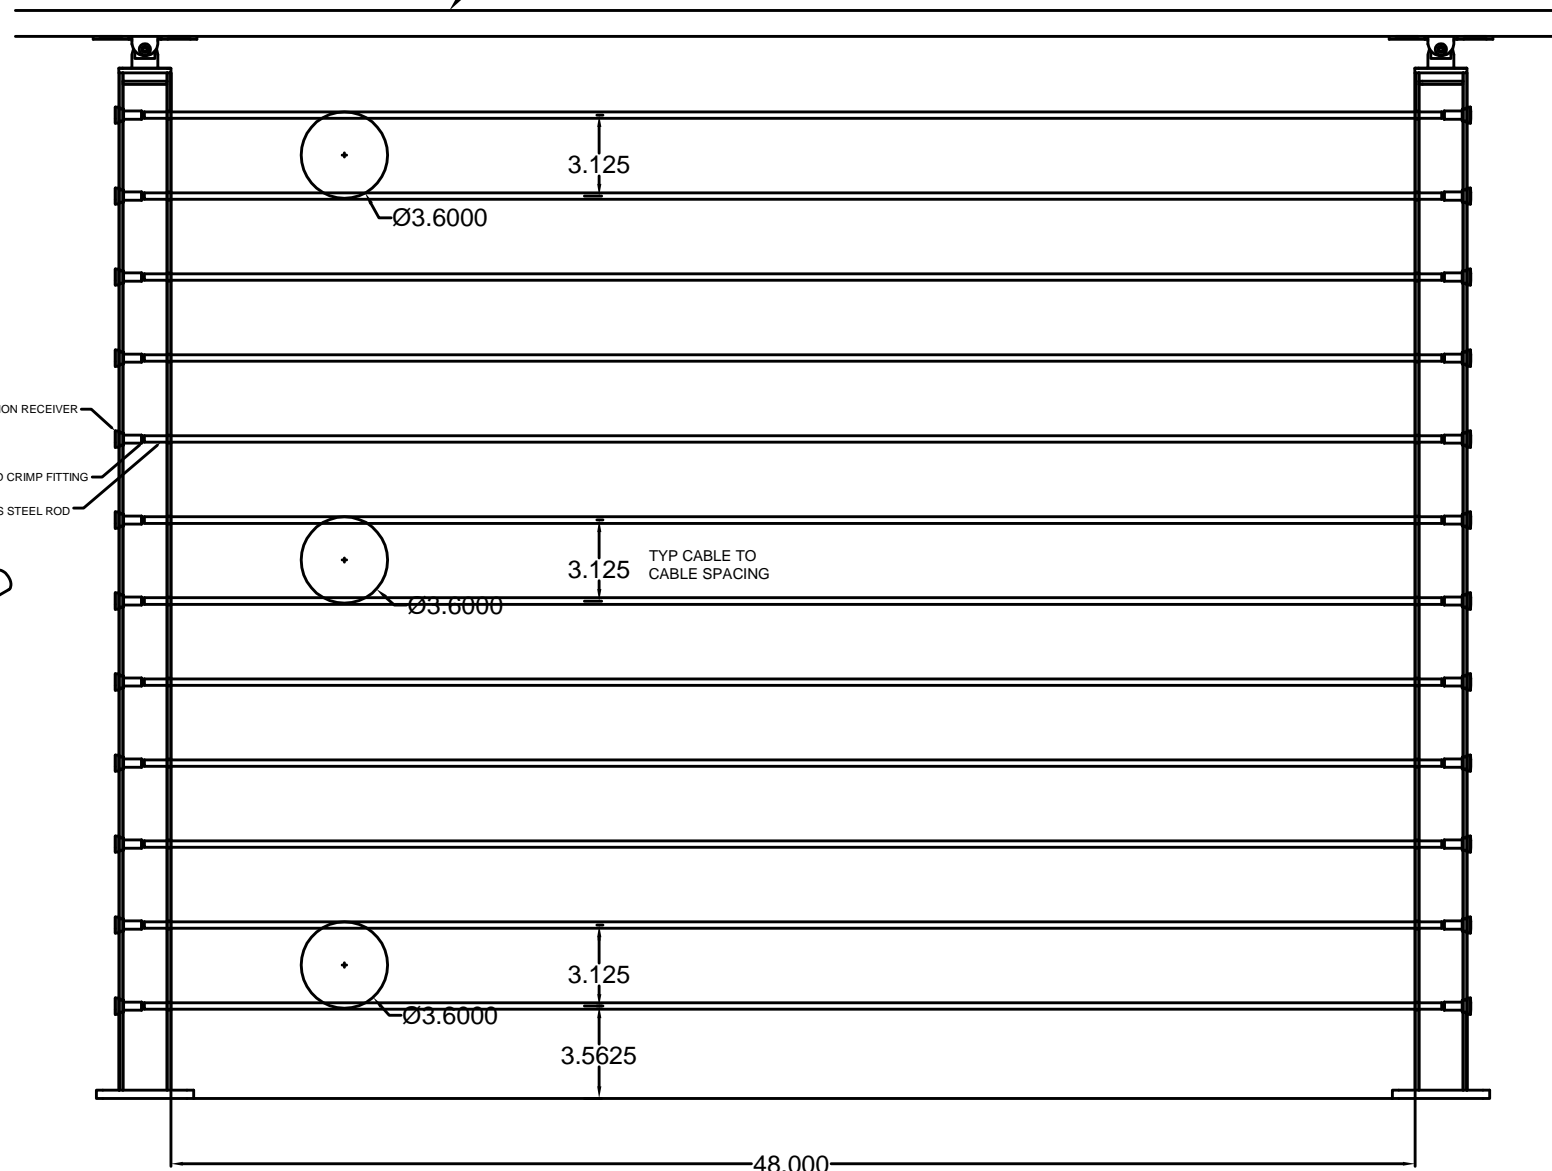 3.125
Ø3.6000
ION RECEIVER
CRIMP FITTING
STEEL ROD
3.125
TYP CABLE TO
CABLE SPACING
Ø3.6000
3.125
Ø3.6000
3.5625
48.000